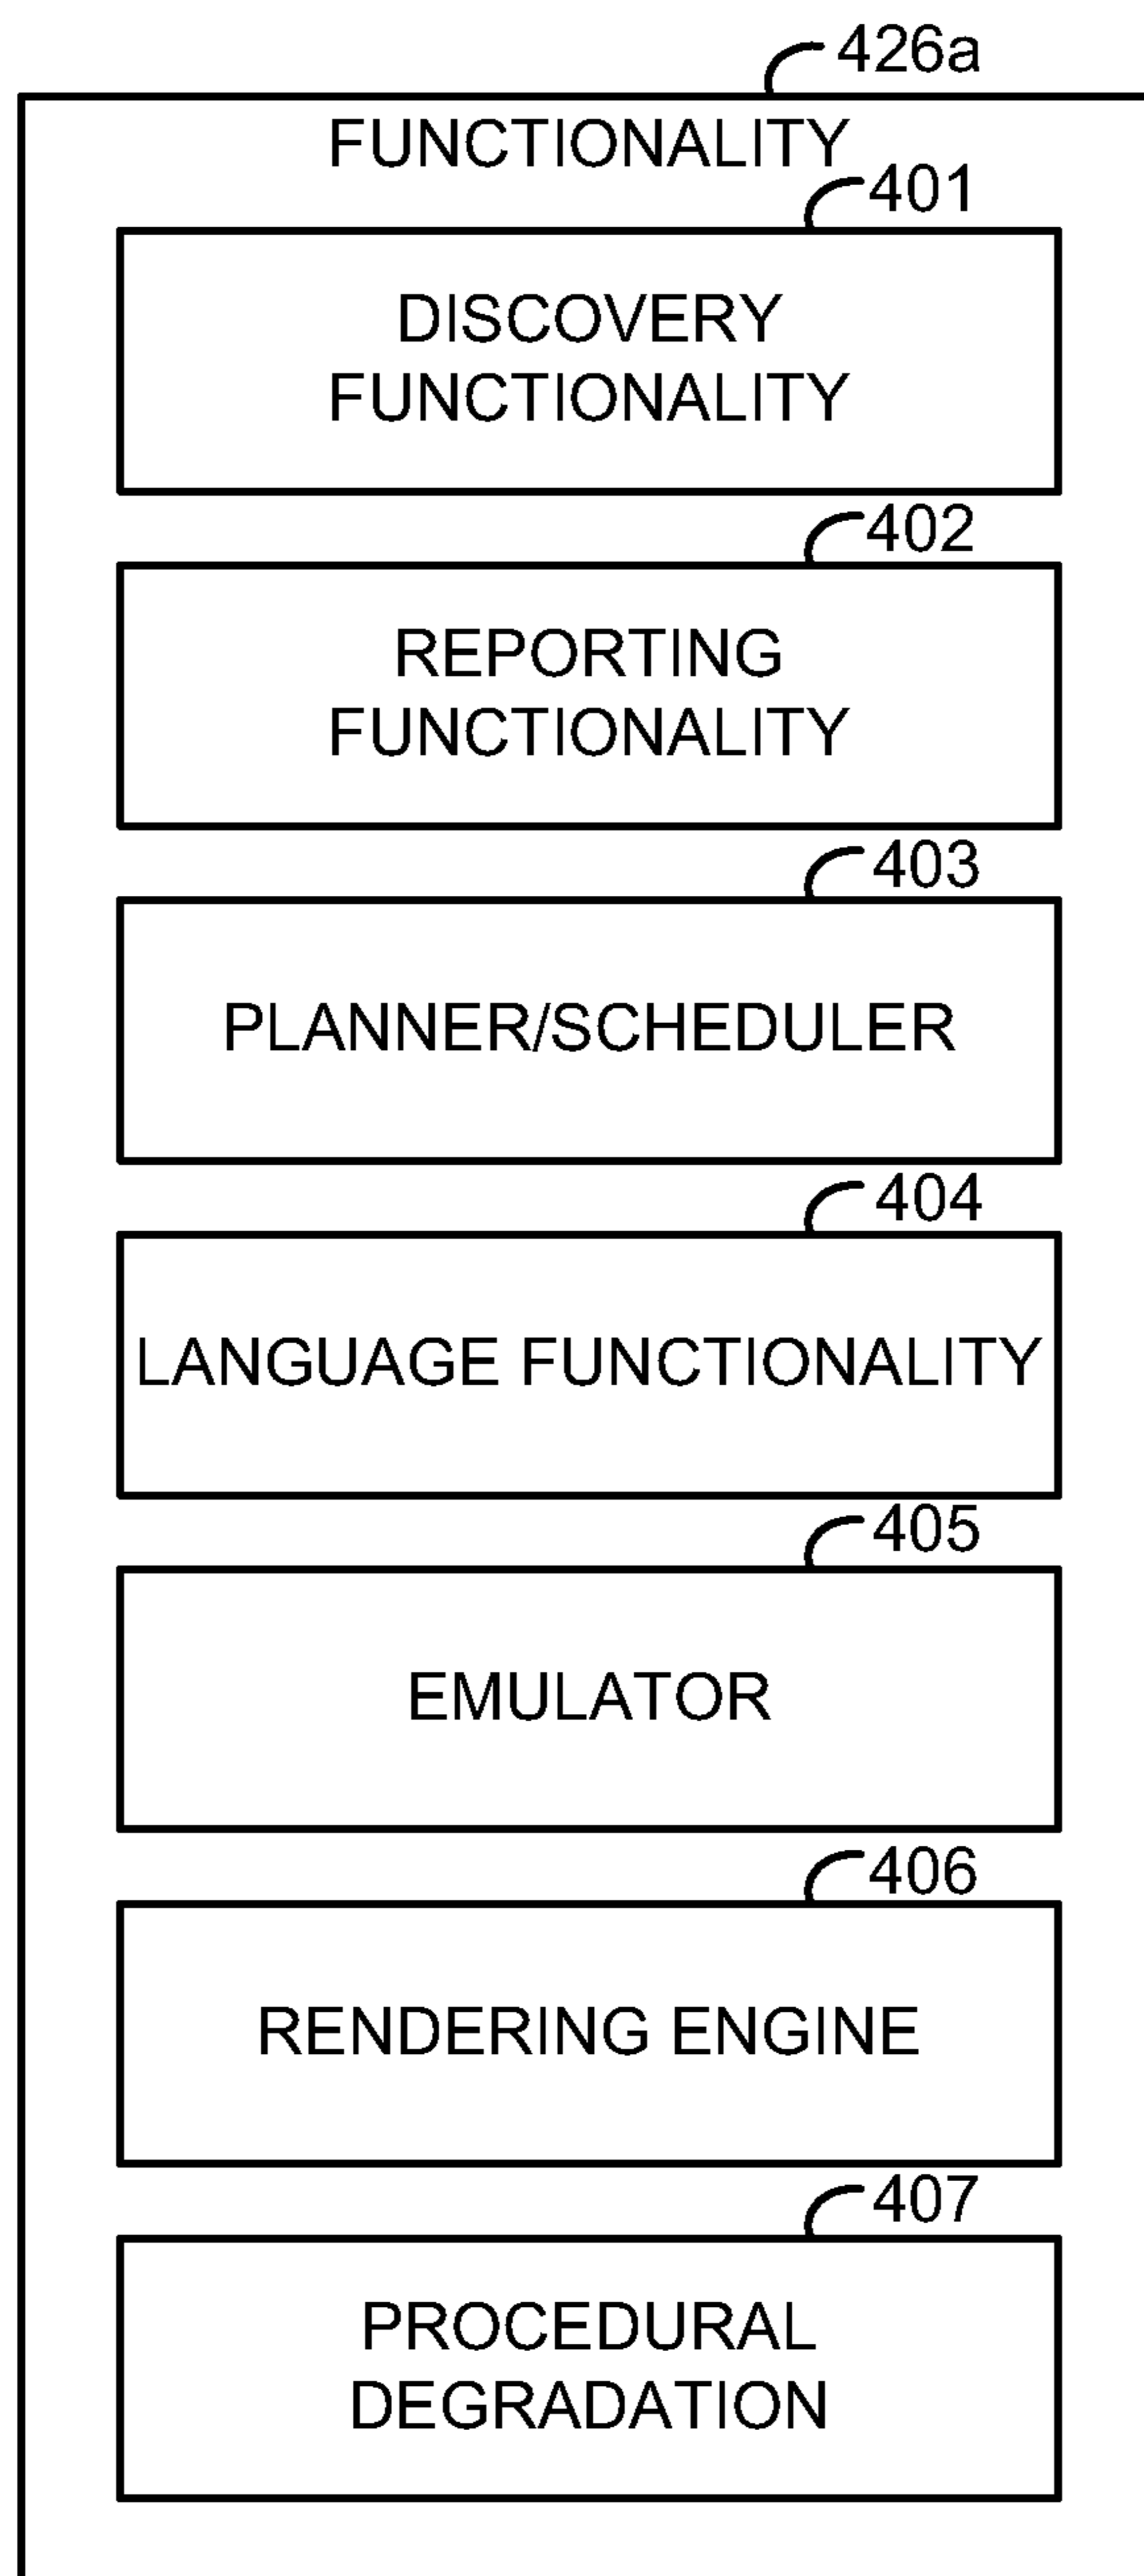 426a
FUNCTIONALITY
401
DISCOVERY
FUNCTIONALITY
402
REPORTING
FUNCTIONALITY
403
PLANNER/SCHEDULER
404
LANGUAGE FUNCTIONALITY
405
EMULATOR
406
RENDERING ENGINE
407
PROCEDURAL
DEGRADATION